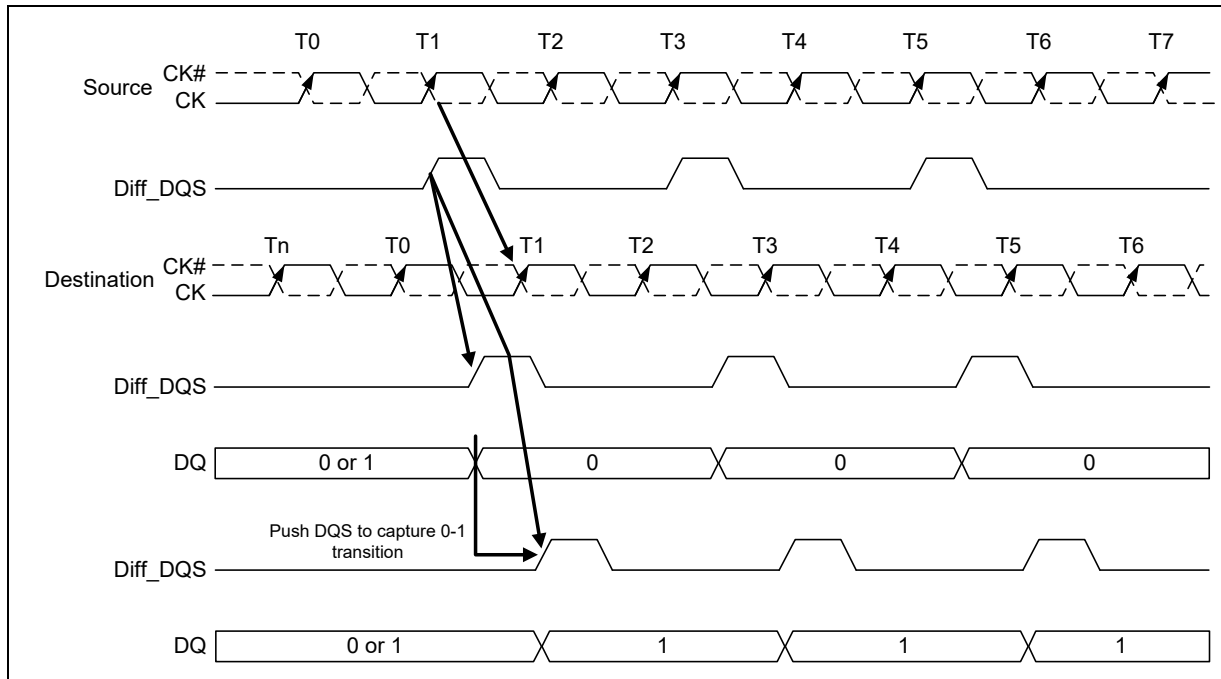 T0 T1 T2 T3 T4 T5 T6 T7
Source CK#
CK
Diff_DQS
Tn T0 T1 T2 T3 T4 T5 T6
Destination CK#
CK
Diff_DQS
DQ 0 or 1 0 0 0
Push DQS to capture 0-1
transition
Diff_DQS
DQ 0 or 1 1 1 1